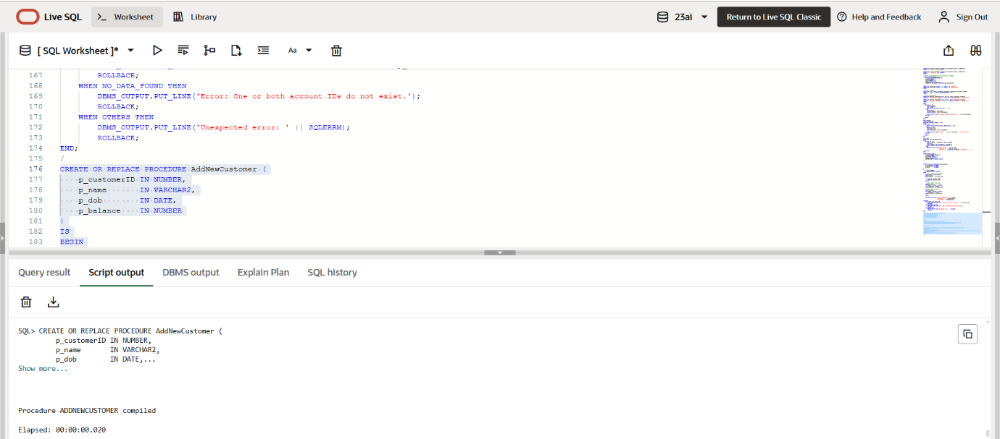 Live SQL
>_ Worksheet
Library
23ai
Return to Live SQL Classic
Help and Feedback
Sign Out
[ SQL Worksheet ]*
Aa
167 ROLLBACK;
168 WHEN NO_DATA_FOUND THEN
169 DBMS_OUTPUT.PUT_LINE('Error: One or both account IDs do not exist.');
170 ROLLBACK;
171 WHEN OTHERS THEN
172 DBMS_OUTPUT.PUT_LINE('Unexpected error: ' || SQLERRM);
173 ROLLBACK;
174 END;
175 /
176 CREATE OR REPLACE PROCEDURE AddNewCustomer (
177 p_customerID IN NUMBER,
178 p_name IN VARCHAR2,
179 p_dob IN DATE,
180 p_balance IN NUMBER
181 )
182 IS
183 BEGIN
Query result
Script output
DBMS output
Explain Plan
SQL history
SQL> CREATE OR REPLACE PROCEDURE AddNewCustomer (
p_customerID IN NUMBER,
p_name IN VARCHAR2,
p_dob IN DATE,...
Show more...
Procedure ADDNEWCUSTOMER compiled
Elapsed: 00:00:00.020